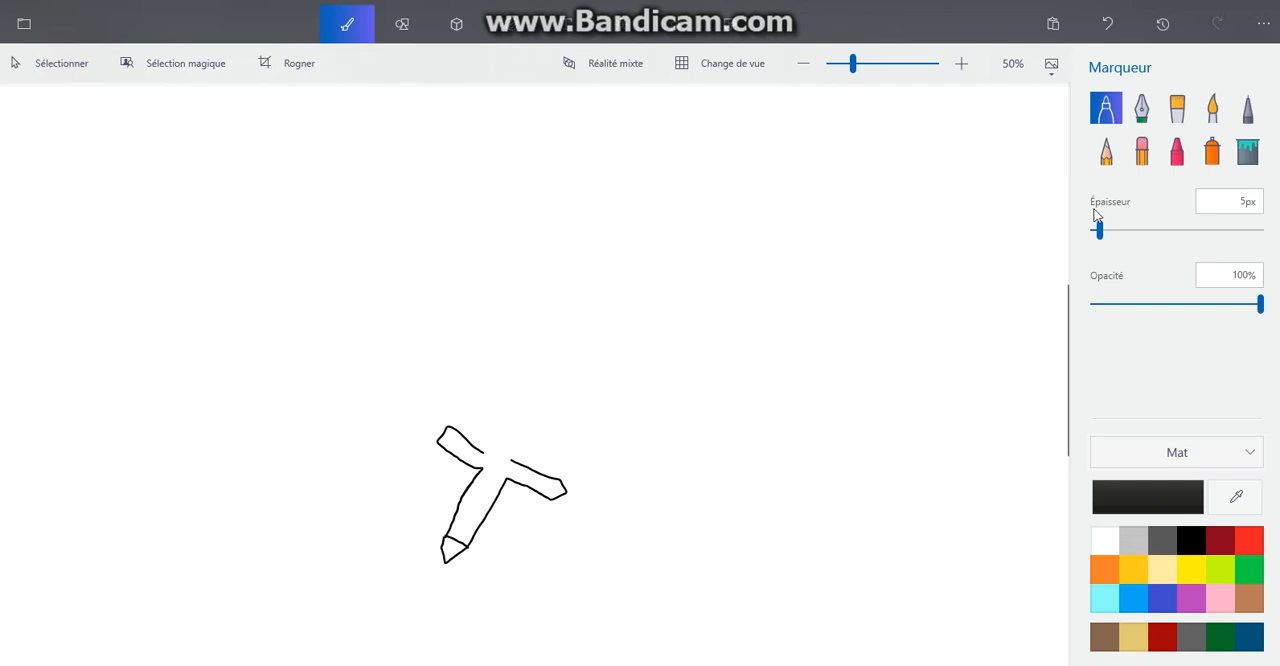 www.Bandicam.com
Sélectionner
Sélection magique
Rogner
Réalité mixte
Change de vue
50%
Marqueur
Épaisseur
5px
Opacité
100%
Mat